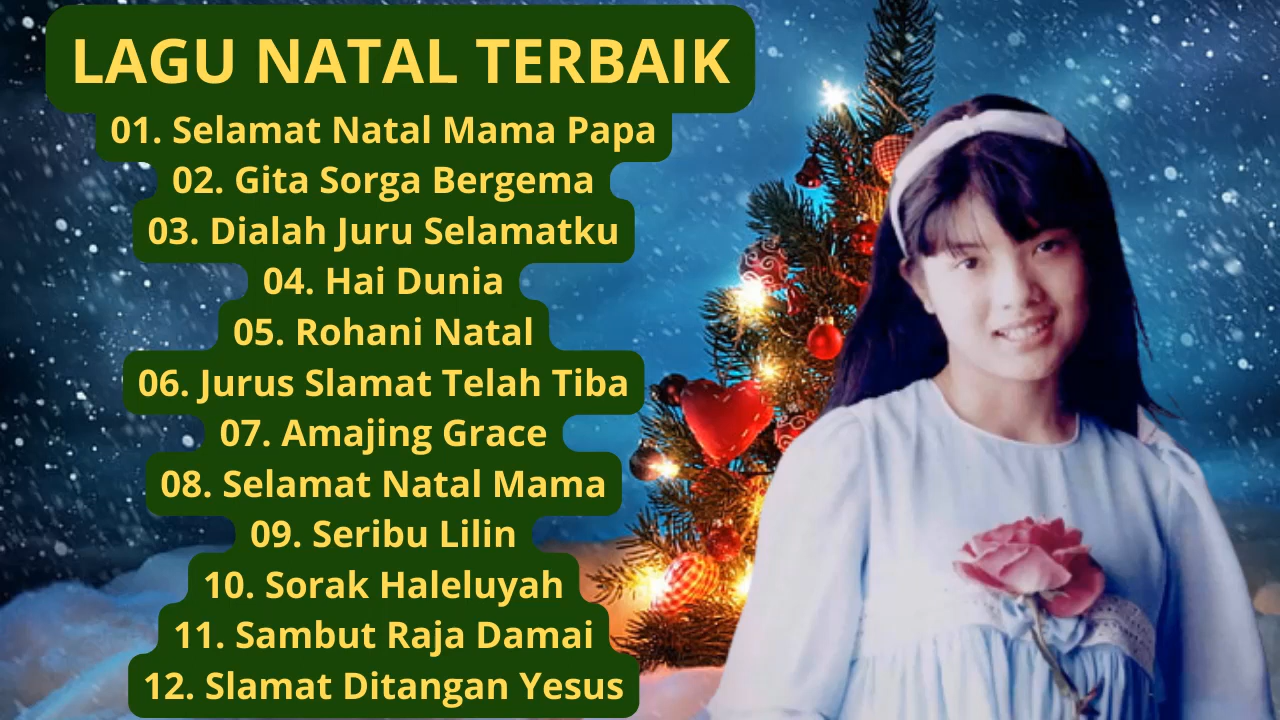 LAGU NATAL TERBAIK
01. Selamat Natal Mama Papa
02. Gita Sorga Bergema
03. Dialah Juru Selamatku
04. Hai Dunia
05. Rohani Natal
06. Jurus Slamat Telah Tiba
07. Amajing Grace
08. Selamat Natal Mama
09. Seribu Lilin
10. Sorak Haleluyah
11. Sambut Raja Damai
12. Slamat Ditangan Yesus